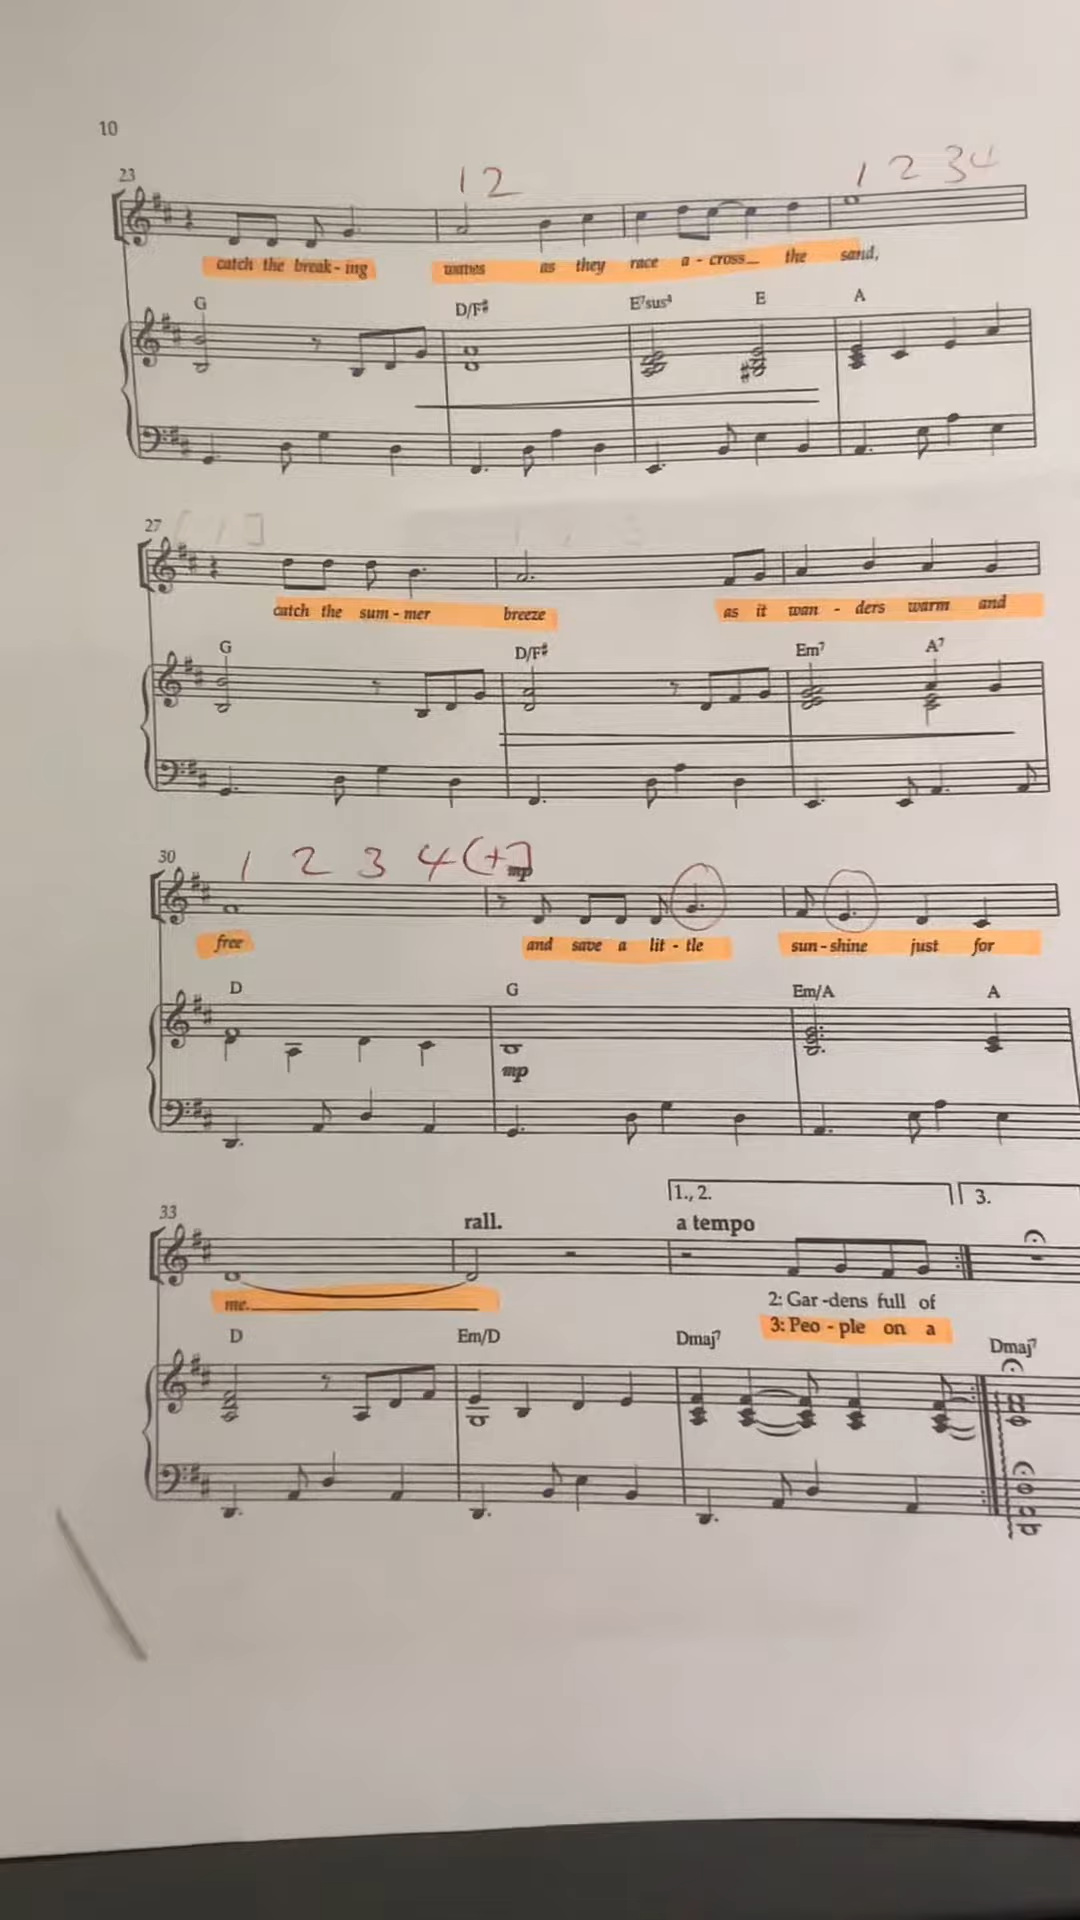 10
23
1 2
1 2 3 4
catch the break - ing waves as they race a - cross_ the sand,
G D/F# E7sus4 E A
27
catch the sum - mer breeze as it wan - ders warm and
G D/F# Em7 A7
30
1 2 3 4 (+]
mp
free and save a lit - tle sun - shine just for
D G Em/A A
mp
33
rall.
1., 2.
a tempo
3.
me.
2: Gar - dens full of
3: Peo - ple on a
D Em/D Dmaj7 Dmaj7